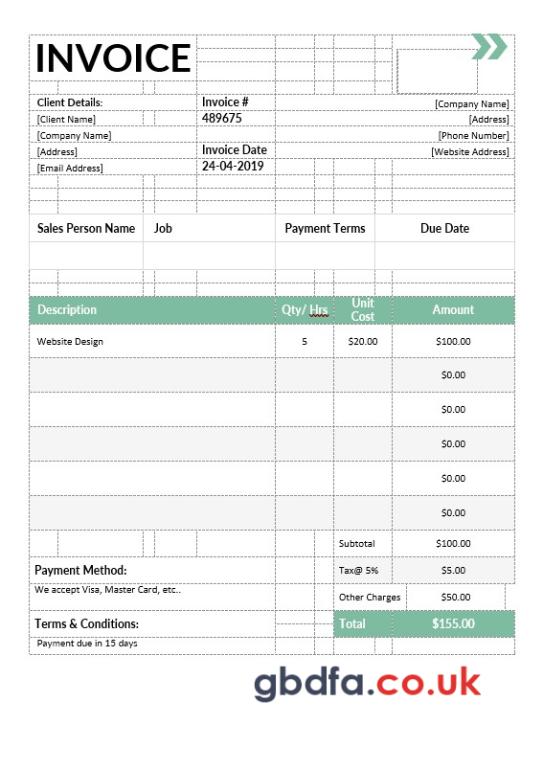 INVOICE
Client Details:
Invoice #
[Company Name]
[Client Name]
489675
[Address]
[Company Name]
[Phone Number]
[Address]
Invoice Date
[Website Address]
[Email Address]
24-04-2019
Sales Person Name Job Payment Terms Due Date
Description Qty/ Hrs Unit Cost Amount
Website Design 5 $20.00 $100.00
$0.00
$0.00
$0.00
$0.00
$0.00
Subtotal $100.00
Payment Method: Tax@ 5% $5.00
We accept Visa, Master Card, etc..
Other Charges $50.00
Terms & Conditions: Total $155.00
Payment due in 15 days
gbdfa.co.uk